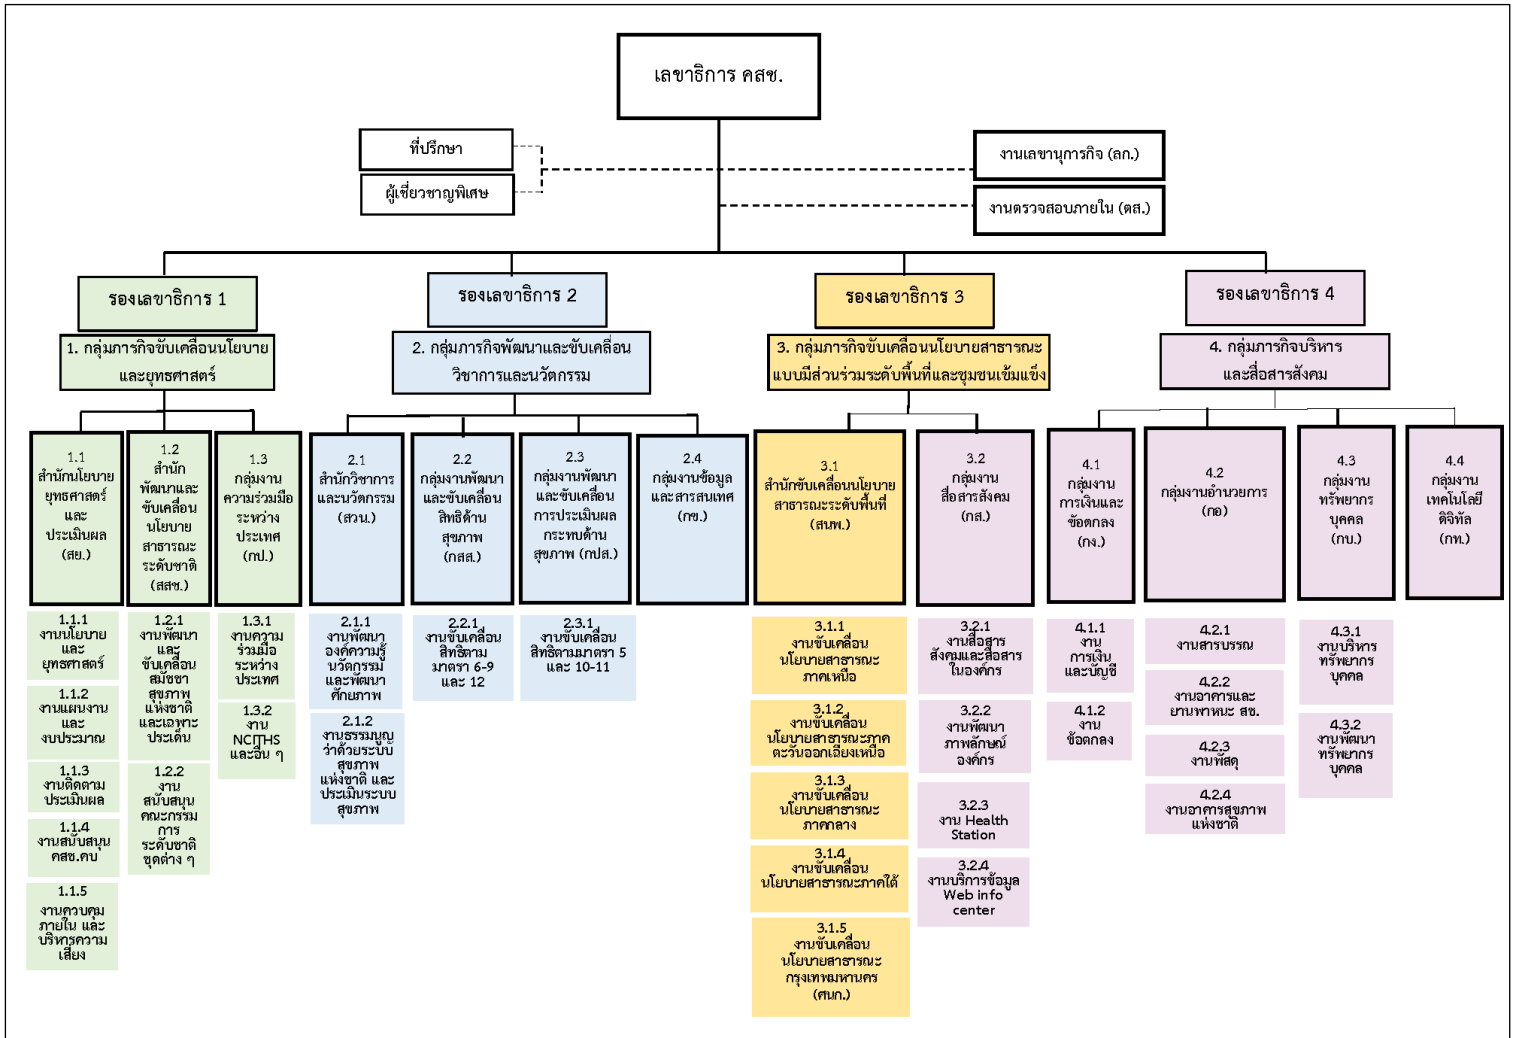 เลขาธิการ คสช.
ที่ปรึกษา
ผู้เชี่ยวชาญพิเศษ
งานเลขานุการกิจ (ลก.)
งานตรวจสอบภายใน (ตส.)
รองเลขาธิการ 1
1. กลุ่มภารกิจขับเคลื่อนนโยบาย
และยุทธศาสตร์
1.1
สำนักนโยบาย
ยุทธศาสตร์
และ
ประเมินผล
(สย.)
1.2
สำนัก
พัฒนาและ
ขับเคลื่อน
นโยบาย
สาธารณะ
ระดับชาติ
(สสช.)
1.3
กลุ่มงาน
ความร่วมมือ
ระหว่าง
ประเทศ
(กป.)
1.1.1
งานนโยบาย
และ
ยุทธศาสตร์
1.1.2
งานแผนงาน
และ
งบประมาณ
1.1.3
งานติดตาม
ประเมินผล
1.1.4
งานสนับสนุน
คสช.คบ
1.1.5
งานควบคุม
ภายใน และ
บริหารความ
เสี่ยง
1.2.1
งานพัฒนา
และ
ขับเคลื่อน
สมัชชา
สุขภาพ
แห่งชาติ
และเฉพาะ
ประเด็น
1.2.2
งาน
สนับสนุน
คณะกรรม
การ
ระดับชาติ
ชุดต่าง ๆ
1.3.1
งานความ
ร่วมมือ
ระหว่าง
ประเทศ
1.3.2
งาน
NCITHS
และอื่น ๆ
รองเลขาธิการ 2
2. กลุ่มภารกิจพัฒนาและขับเคลื่อน
วิชาการและนวัตกรรม
2.1
สำนักวิชาการ
และนวัตกรรม
(สวน.)
2.2
กลุ่มงานพัฒนา
และขับเคลื่อน
สิทธิด้าน
สุขภาพ
(กสส.)
2.3
กลุ่มงานพัฒนา
และขับเคลื่อน
การประเมินผล
กระทบด้าน
สุขภาพ (กปส.)
2.4
กลุ่มงานข้อมูล
และสารสนเทศ
(กข.)
2.1.1
งานพัฒนา
องค์ความรู้
นวัตกรรม
และพัฒนา
ศักยภาพ
2.1.2
งานธรรมนูญ
ว่าด้วยระบบ
สุขภาพ
แห่งชาติ และ
ประเมินระบบ
สุขภาพ
2.2.1
งานขับเคลื่อน
สิทธิตาม
มาตรา 6-9
และ 12
2.3.1
งานขับเคลื่อน
สิทธิตามมาตรา 5
และ 10-11
รองเลขาธิการ 3
3. กลุ่มภารกิจขับเคลื่อนนโยบายสาธารณะ
แบบมีส่วนร่วมระดับพื้นที่และชุมชนเข้มแข็ง
3.1
สำนักขับเคลื่อนนโยบาย
สาธารณะระดับพื้นที่
(สนพ.)
3.2
กลุ่มงาน
สื่อสารสังคม
(กส.)
3.1.1
งานขับเคลื่อน
นโยบายสาธารณะ
ภาคเหนือ
3.1.2
งานขับเคลื่อน
นโยบายสาธารณะภาค
ตะวันออกเฉียงเหนือ
3.1.3
งานขับเคลื่อน
นโยบายสาธารณะ
ภาคกลาง
3.1.4
งานขับเคลื่อน
นโยบายสาธารณะภาคใต้
3.1.5
งานขับเคลื่อน
นโยบายสาธารณะ
กรุงเทพมหานคร
(ศนก.)
3.2.1
งานสื่อสาร
สังคมและสื่อสาร
ในองค์กร
3.2.2
งานพัฒนา
ภาพลักษณ์
องค์กร
3.2.3
งาน Health
Station
3.2.4
งานบริการข้อมูล
Web info
center
รองเลขาธิการ 4
4. กลุ่มภารกิจบริหาร
และสื่อสารสังคม
4.1
กลุ่มงาน
การเงินและ
ข้อตกลง
(กง.)
4.2
กลุ่มงานอำนวยการ
(กอ)
4.3
กลุ่มงาน
ทรัพยากร
บุคคล
(กบ.)
4.4
กลุ่มงาน
เทคโนโลยี
ดิจิทัล
(กท.)
4.1.1
งาน
การเงิน
และบัญชี
4.1.2
งาน
ข้อตกลง
4.2.1
งานสารบรรณ
4.2.2
งานอาคารและ
ยานพาหนะ สช.
4.2.3
งานพัสดุ
4.2.4
งานอาคารสุขภาพ
แห่งชาติ
4.3.1
งานบริหาร
ทรัพยากร
บุคคล
4.3.2
งานพัฒนา
ทรัพยากร
บุคคล